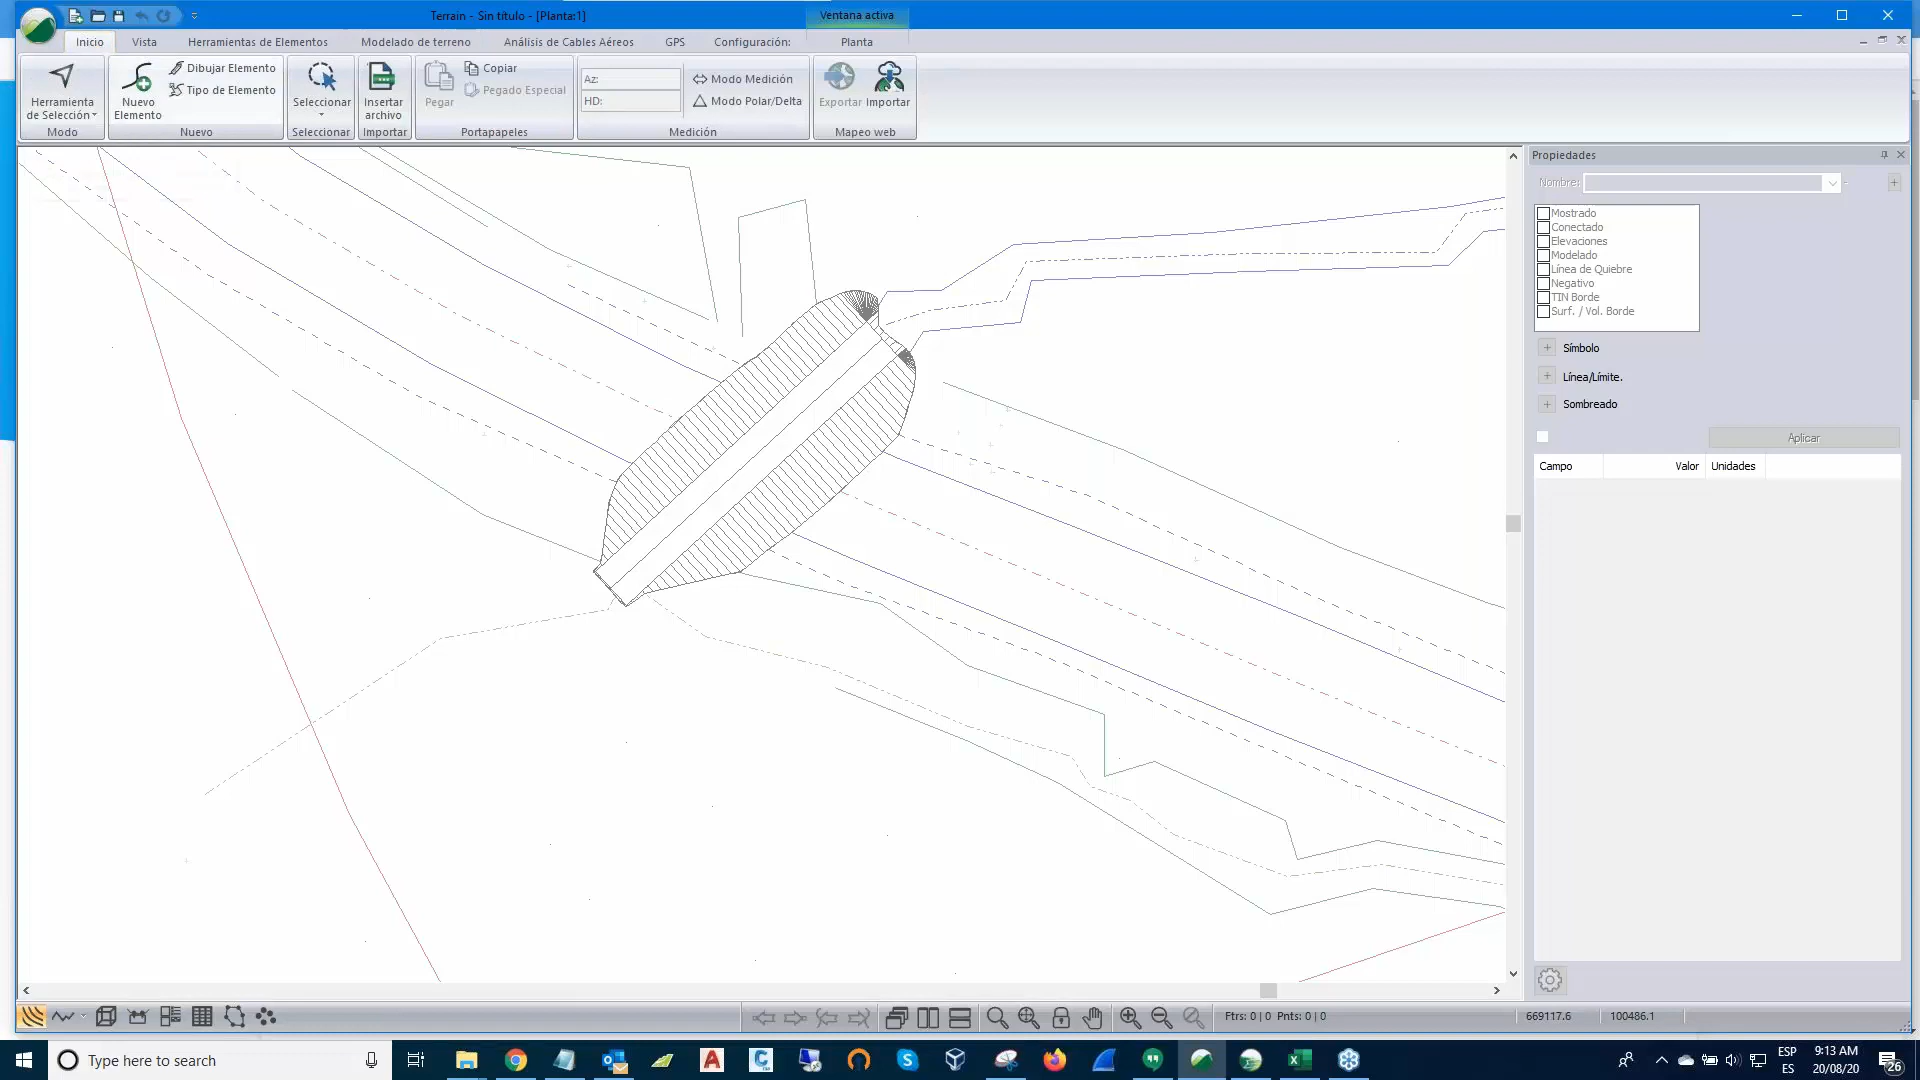 Terrain - Sin título - [Planta:1]
Ventana activa
Inicio
Vista
Herramientas de Elementos
Modelado de terreno
Análisis de Cables Aéreos
GPS
Configuración:
Planta
Herramienta de Selección
Modo
Nuevo Elemento
Dibujar Elemento
Tipo de Elemento
Nuevo
Seleccionar
Seleccionar
Insertar archivo
Importar
Pegar
Copiar
Pegado Especial
Portapapeles
Az:
HD:
Modo Medición
Modo Polar/Delta
Medición
Exportar
Importar
Mapeo web
Propiedades
Nombre:
Mostrado
Conectado
Elevaciones
Modelado
Línea de Quiebre
Negativo
TIN Borde
Surf. / Vol. Borde
Símbolo
Línea/Límite.
Sombreado
Aplicar
Campo Valor Unidades
Ftrs: 0 | 0 Pnts: 0 | 0
669117.6
100486.1
Type here to search
ESP
ES
9:13 AM
20/08/20
26